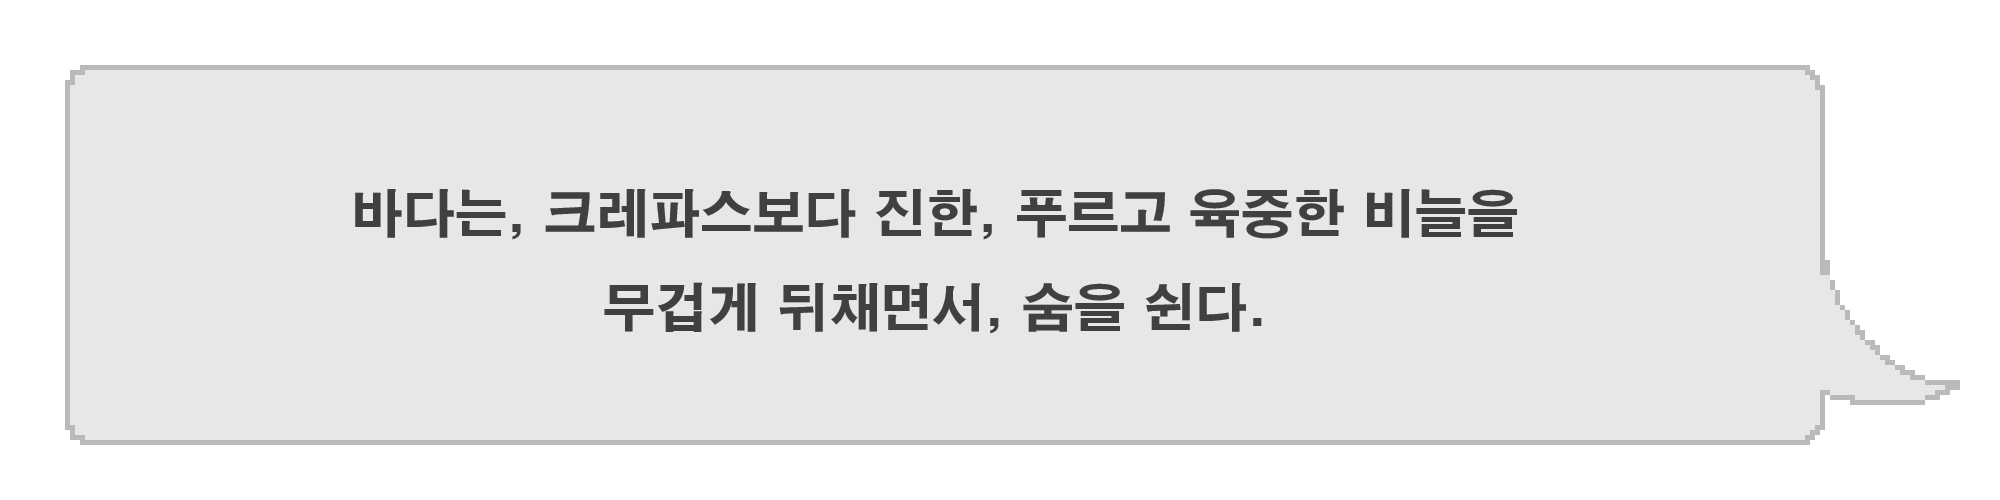 바다는, 크레파스보다 진한, 푸르고 육중한 비늘을
무겁게 뒤채면서, 숨을 쉰다.